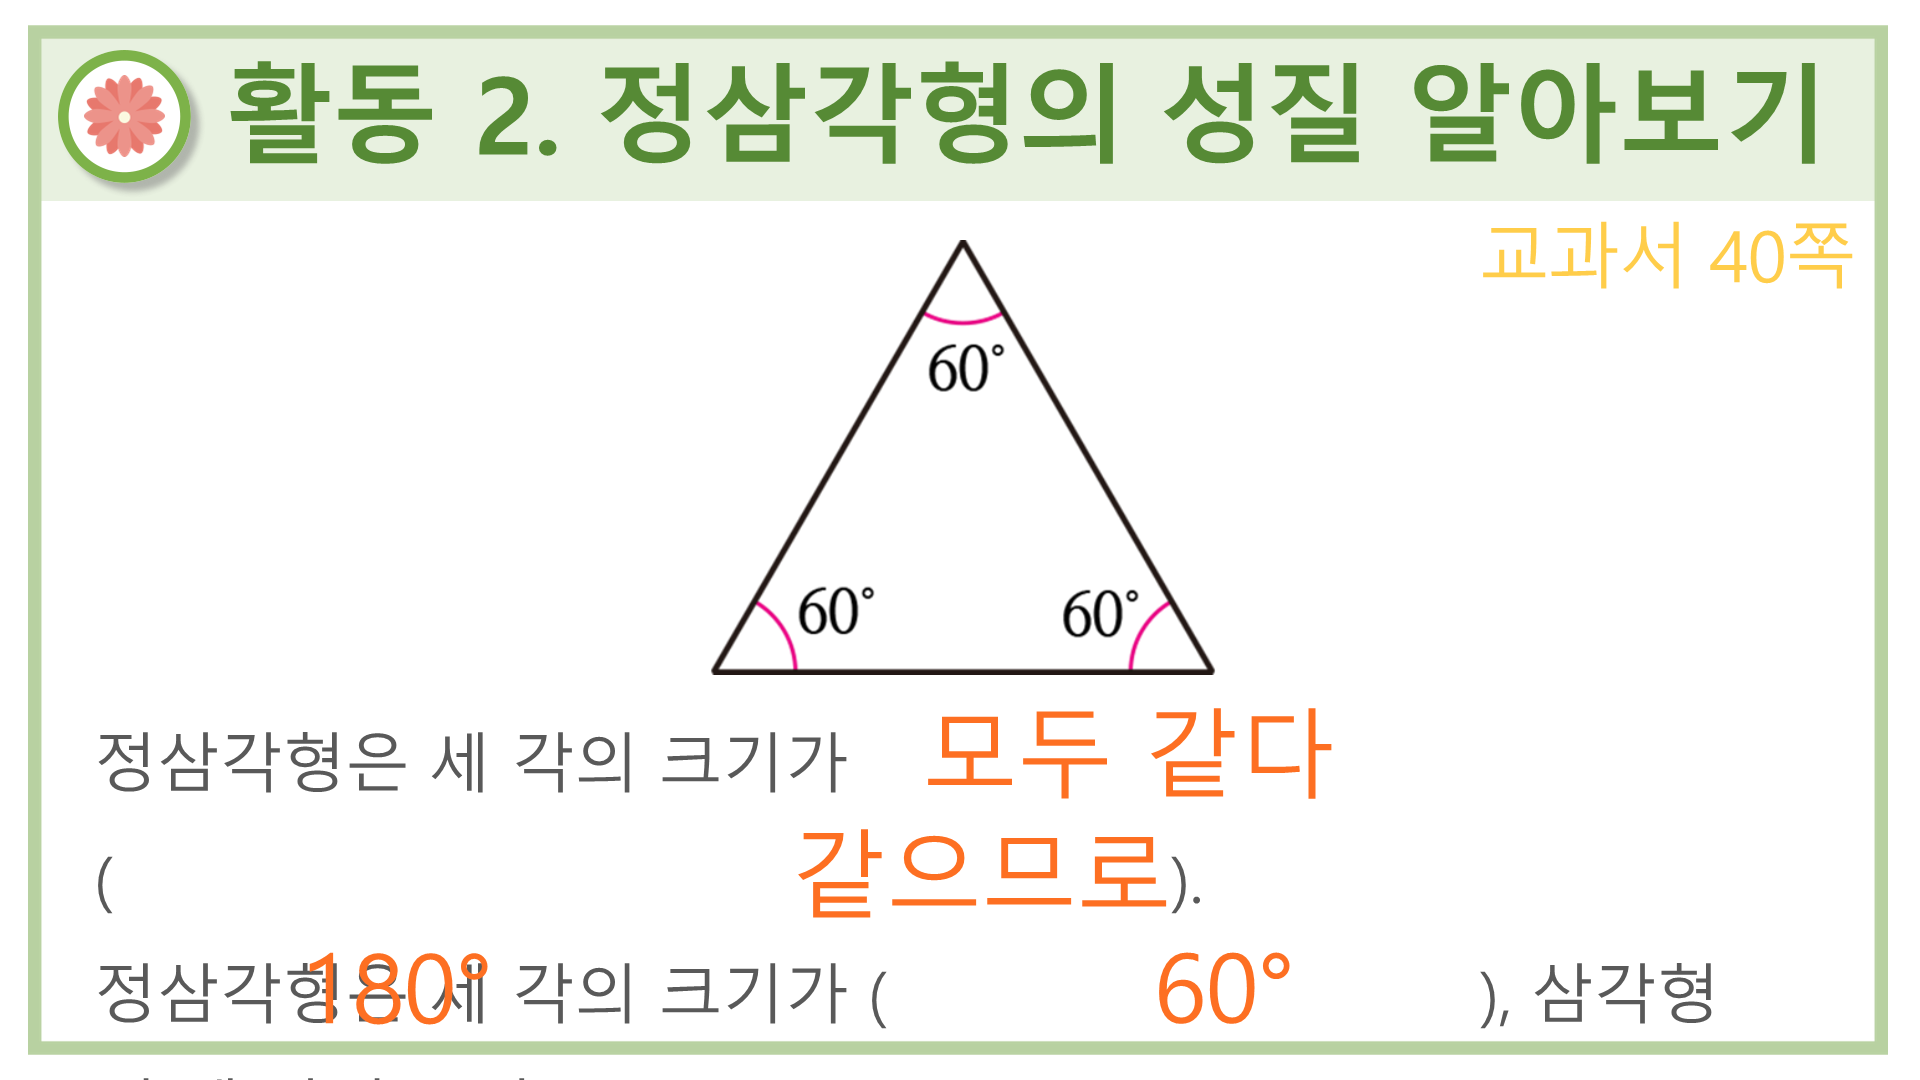 활동 2. 정삼각형의 성질 알아보기
교과서 40쪽
60°
60° 60°
정삼각형은 세 각의 크기가 모두 같다
( 같으므로 ).
정삼각형은 세 각의 크기가 ( ), 삼각형
180° 60°